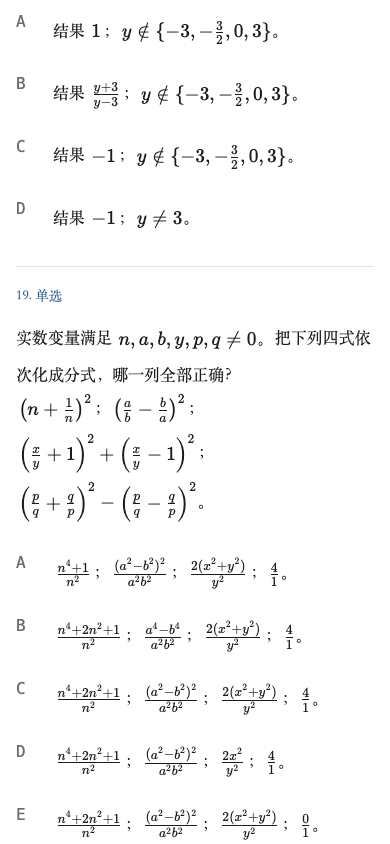 A 结果 1；y ∉ {−3, −3/2, 0, 3}。
B 结果 (y+3)/(y−3)；y ∉ {−3, −3/2, 0, 3}。
C 结果 −1；y ∉ {−3, −3/2, 0, 3}。
D 结果 −1；y ≠ 3。
19. 单选
实数变量满足 n, a, b, y, p, q ≠ 0。把下列四式依
次化成分式，哪一列全部正确?
(n + 1/n)²；(a/b − b/a)²；
(x/y + 1)² + (x/y − 1)²；
(p/q + q/p)² − (p/q − q/p)²。
A (n⁴+1)/n²；(a²−b²)²/(a²b²)；2(x²+y²)/y²；4/1。
B (n⁴+2n²+1)/n²；(a⁴−b⁴)/(a²b²)；2(x²+y²)/y²；4/1。
C (n⁴+2n²+1)/n²；(a²−b²)²/(a²b²)；2(x²+y²)/y²；4/1。
D (n⁴+2n²+1)/n²；(a²−b²)²/(a²b²)；2x²/y²；4/1。
E (n⁴+2n²+1)/n²；(a²−b²)²/(a²b²)；2(x²+y²)/y²；0/1。